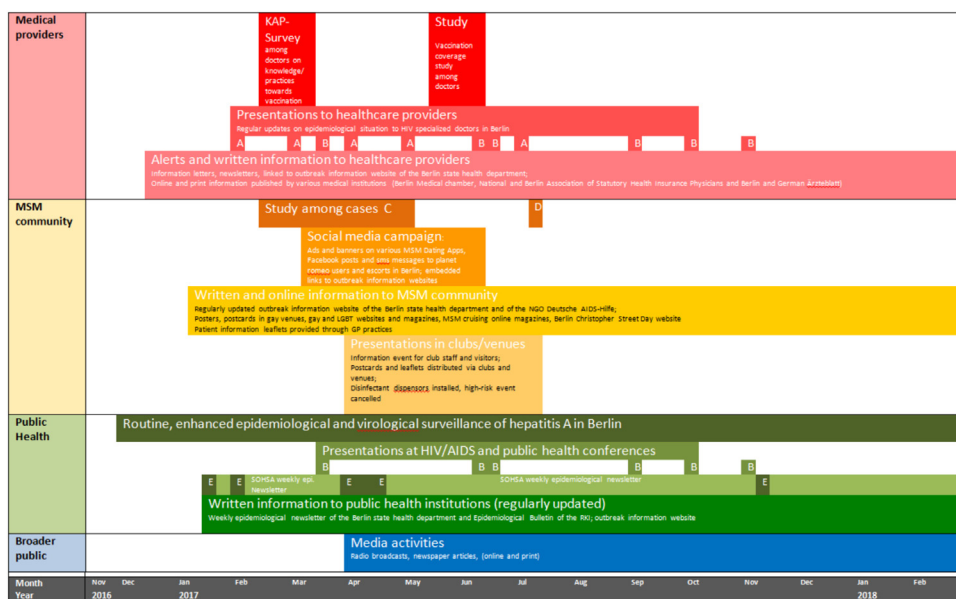 Medical
providers
KAP-
Survey
among
doctors on
knowledge/
practices
towards
vaccination
Study
Vaccination
coverage
study
among
doctors
Presentations to healthcare providers
Regular updates on epidemiological situation to HIV specialized doctors in Berlin
A A B A A B B A B B B
Alerts and written information to healthcare providers
Information letters, newsletters, linked to outbreak information website of the Berlin state health department;
Online and print information published by various medical institutions (Berlin Medical chamber, National and Berlin Association of Statutory Health Insurance Physicians and Berlin and German Ärzteblatt)
MSM
community
Study among cases C
D
Social media campaign:
Ads and banners on various MSM Dating Apps,
Facebook posts and sms messages to planet
romeo users and escorts in Berlin; embedded
links to outbreak information websites
Written and online information to MSM community
Regularly updated outbreak information website of the Berlin state health department and of the NGO Deutsche AIDS-Hilfe;
Posters, postcards in gay venues, gay and LGBT websites and magazines, MSM cruising online magazines, Berlin Christopher Street Day website
Patient information leaflets provided through GP practices
Presentations in clubs/venues
Information event for club staff and visitors;
Postcards and leaflets distributed via clubs and
venues;
Disinfectant dispensors installed, high-risk event
cancelled
Public
Health
Routine, enhanced epidemiological and virological surveillance of hepatitis A in Berlin
Presentations at HIV/AIDS and public health conferences
B B B B B B
E E SOHSA weekly epi.
Newsletter
E E SOHSA weekly epidemiological newsletter E
Written information to public health institutions (regularly updated)
Weekly epidemiological newsletter of the Berlin state health department and Epidemiological Bulletin of the RKI; outbreak information website
Broader
public
Media activities
Radio broadcasts, newspaper articles, (online and print)
Month Nov Dec Jan Feb Mar Apr May Jun Jul Aug Sep Oct Nov Dec Jan Feb
Year 2016 2017 2018